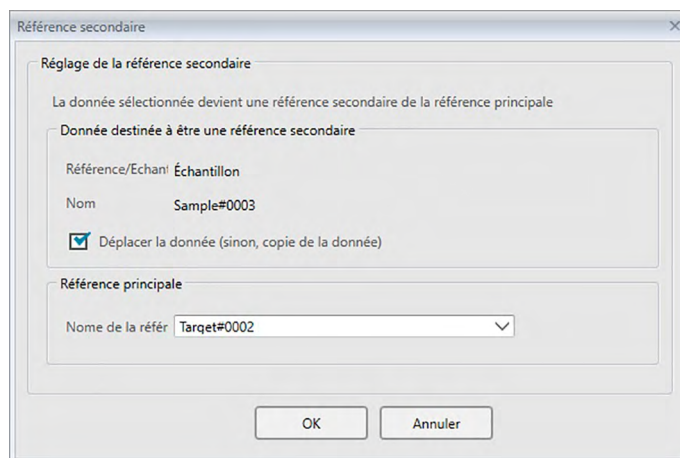 Référence secondaire
Réglage de la référence secondaire
La donnée sélectionnée devient une référence secondaire de la référence principale
Donnée destinée à être une référence secondaire
Référence/Echant Échantillon
Nom Sample#0003
Déplacer la donnée (sinon, copie de la donnée)
Référence principale
Nome de la référ Target#0002
OK Annuler